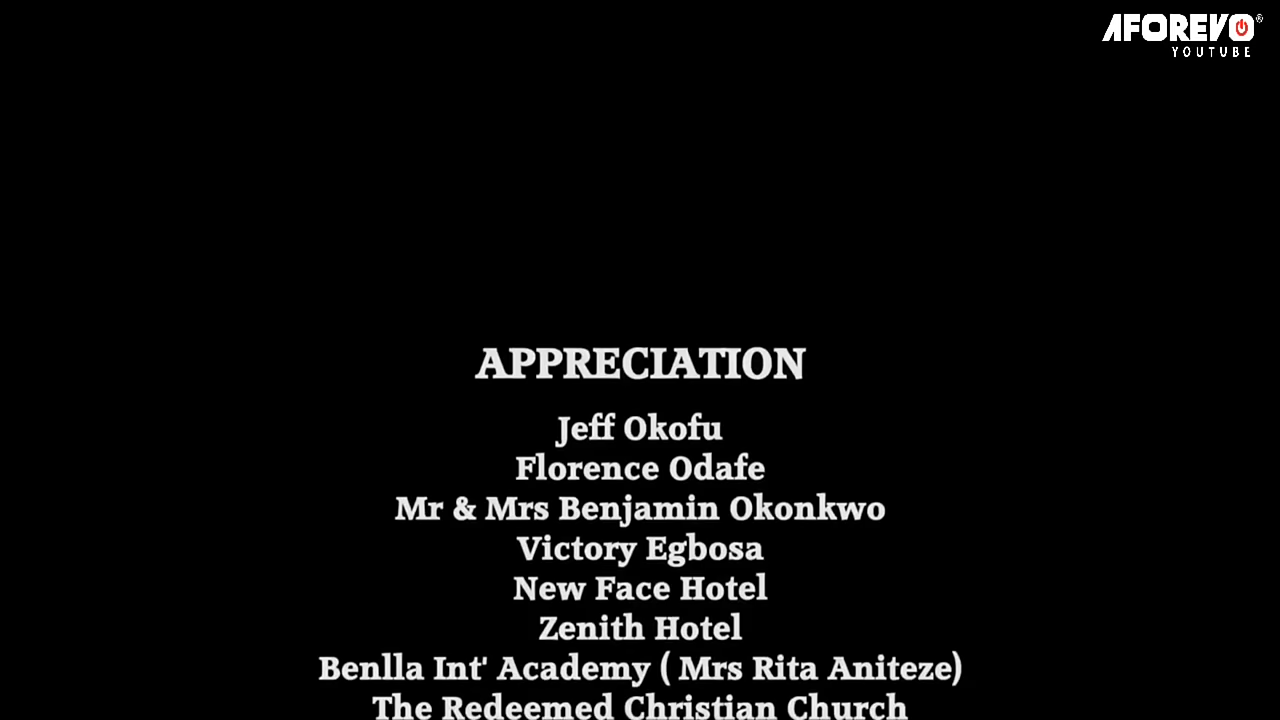 AFOREVO®
YOUTUBE
APPRECIATION
Jeff Okofu
Florence Odafe
Mr & Mrs Benjamin Okonkwo
Victory Egbosa
New Face Hotel
Zenith Hotel
Benlla Int' Academy ( Mrs Rita Aniteze)
The Redeemed Christian Church